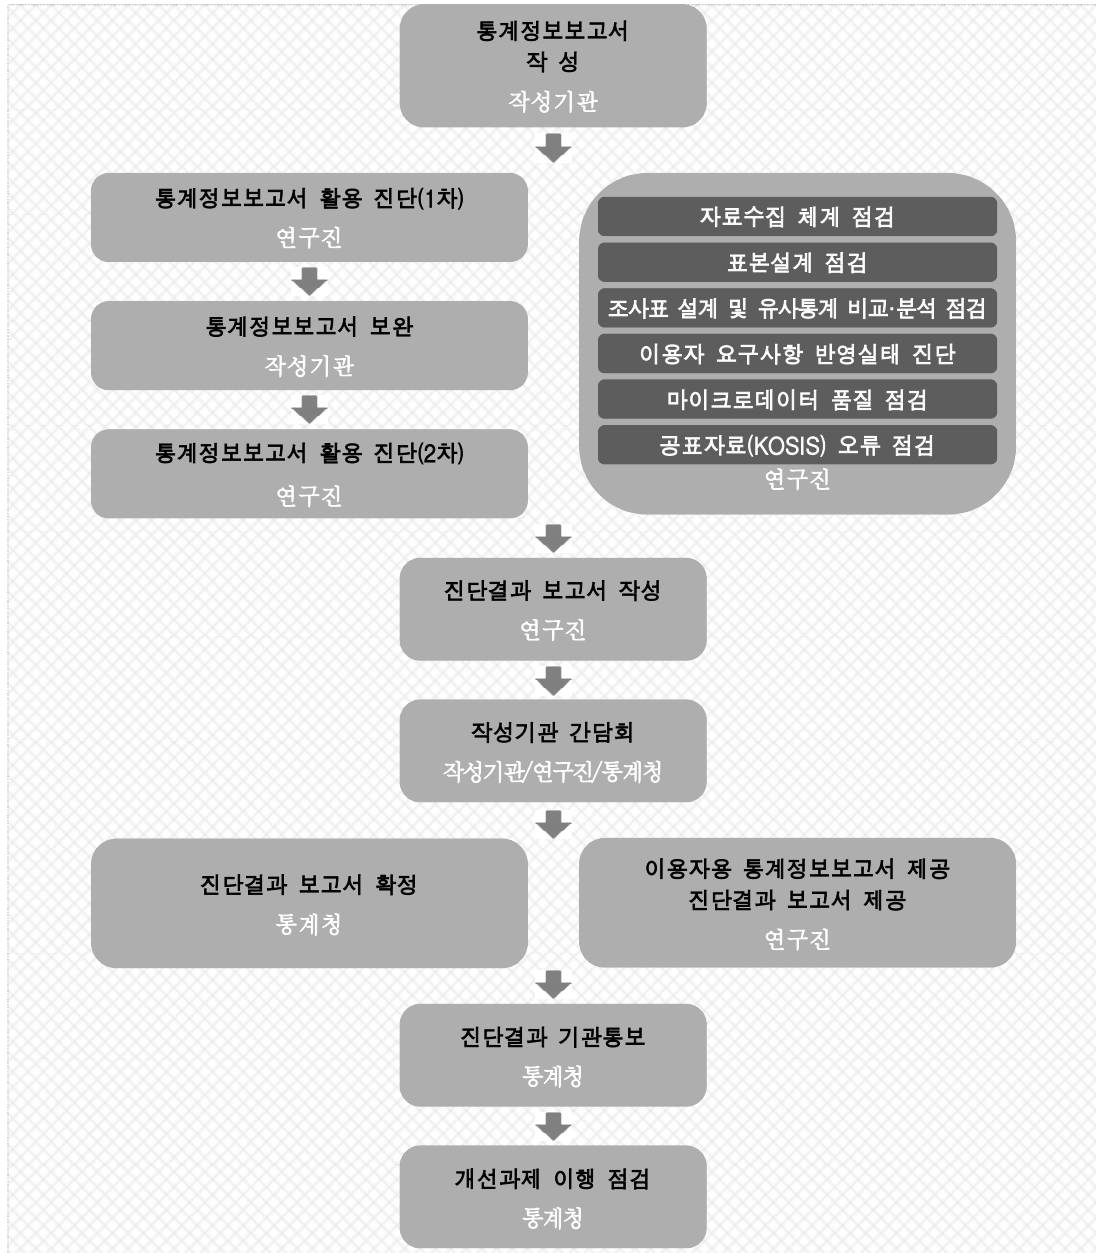 통계정보보고서
작 성
작성기관
통계정보보고서 활용 진단(1차)
연구진
통계정보보고서 보완
작성기관
통계정보보고서 활용 진단(2차)
연구진
자료수집 체계 점검
표본설계 점검
조사표 설계 및 유사통계 비교·분석 점검
이용자 요구사항 반영실태 진단
마이크로데이터 품질 점검
공표자료(KOSIS) 오류 점검
연구진
진단결과 보고서 작성
연구진
작성기관 간담회
작성기관/연구진/통계청
진단결과 보고서 확정
통계청
이용자용 통계정보보고서 제공
진단결과 보고서 제공
연구진
진단결과 기관통보
통계청
개선과제 이행 점검
통계청